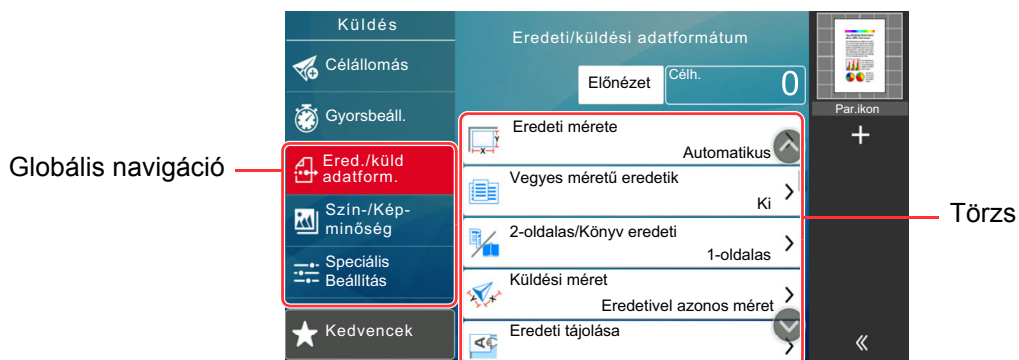 Küldés
Célállomás
Gyorsbeáll.
Globális navigáció
Ered./küld
adatform.
Szín-/Kép-
minőség
Speciális
Beállítás
Kedvencek
Eredeti/küldési adatformátum
Előnézet
Célh.
0
Eredeti mérete
Automatikus
Vegyes méretű eredetik
Ki
2-oldalas/Könyv eredeti
1-oldalas
Küldési méret
Eredetivel azonos méret
Eredeti tájolása
Par.ikon
Törzs